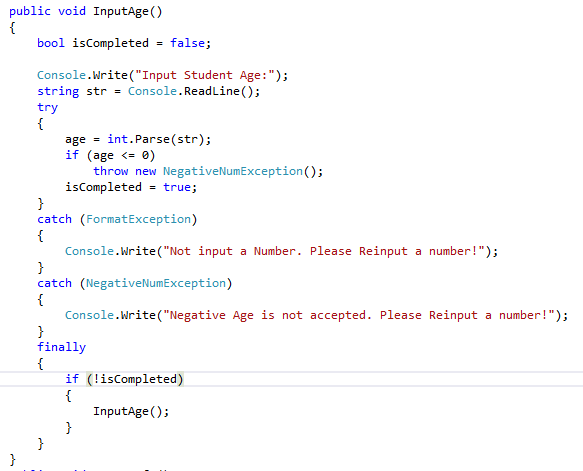 public void InputAge()
{
bool isCompleted = false;
Console.Write("Input Student Age:");
string str = Console.ReadLine();
try
{
age = int.Parse(str);
if (age <= 0)
throw new NegativeNumException();
isCompleted = true;
}
catch (FormatException)
{
Console.Write("Not input a Number. Please Reinput a number!");
}
catch (NegativeNumException)
{
Console.Write("Negative Age is not accepted. Please Reinput a number!");
}
finally
{
if (!isCompleted)
{
InputAge();
}
}
}